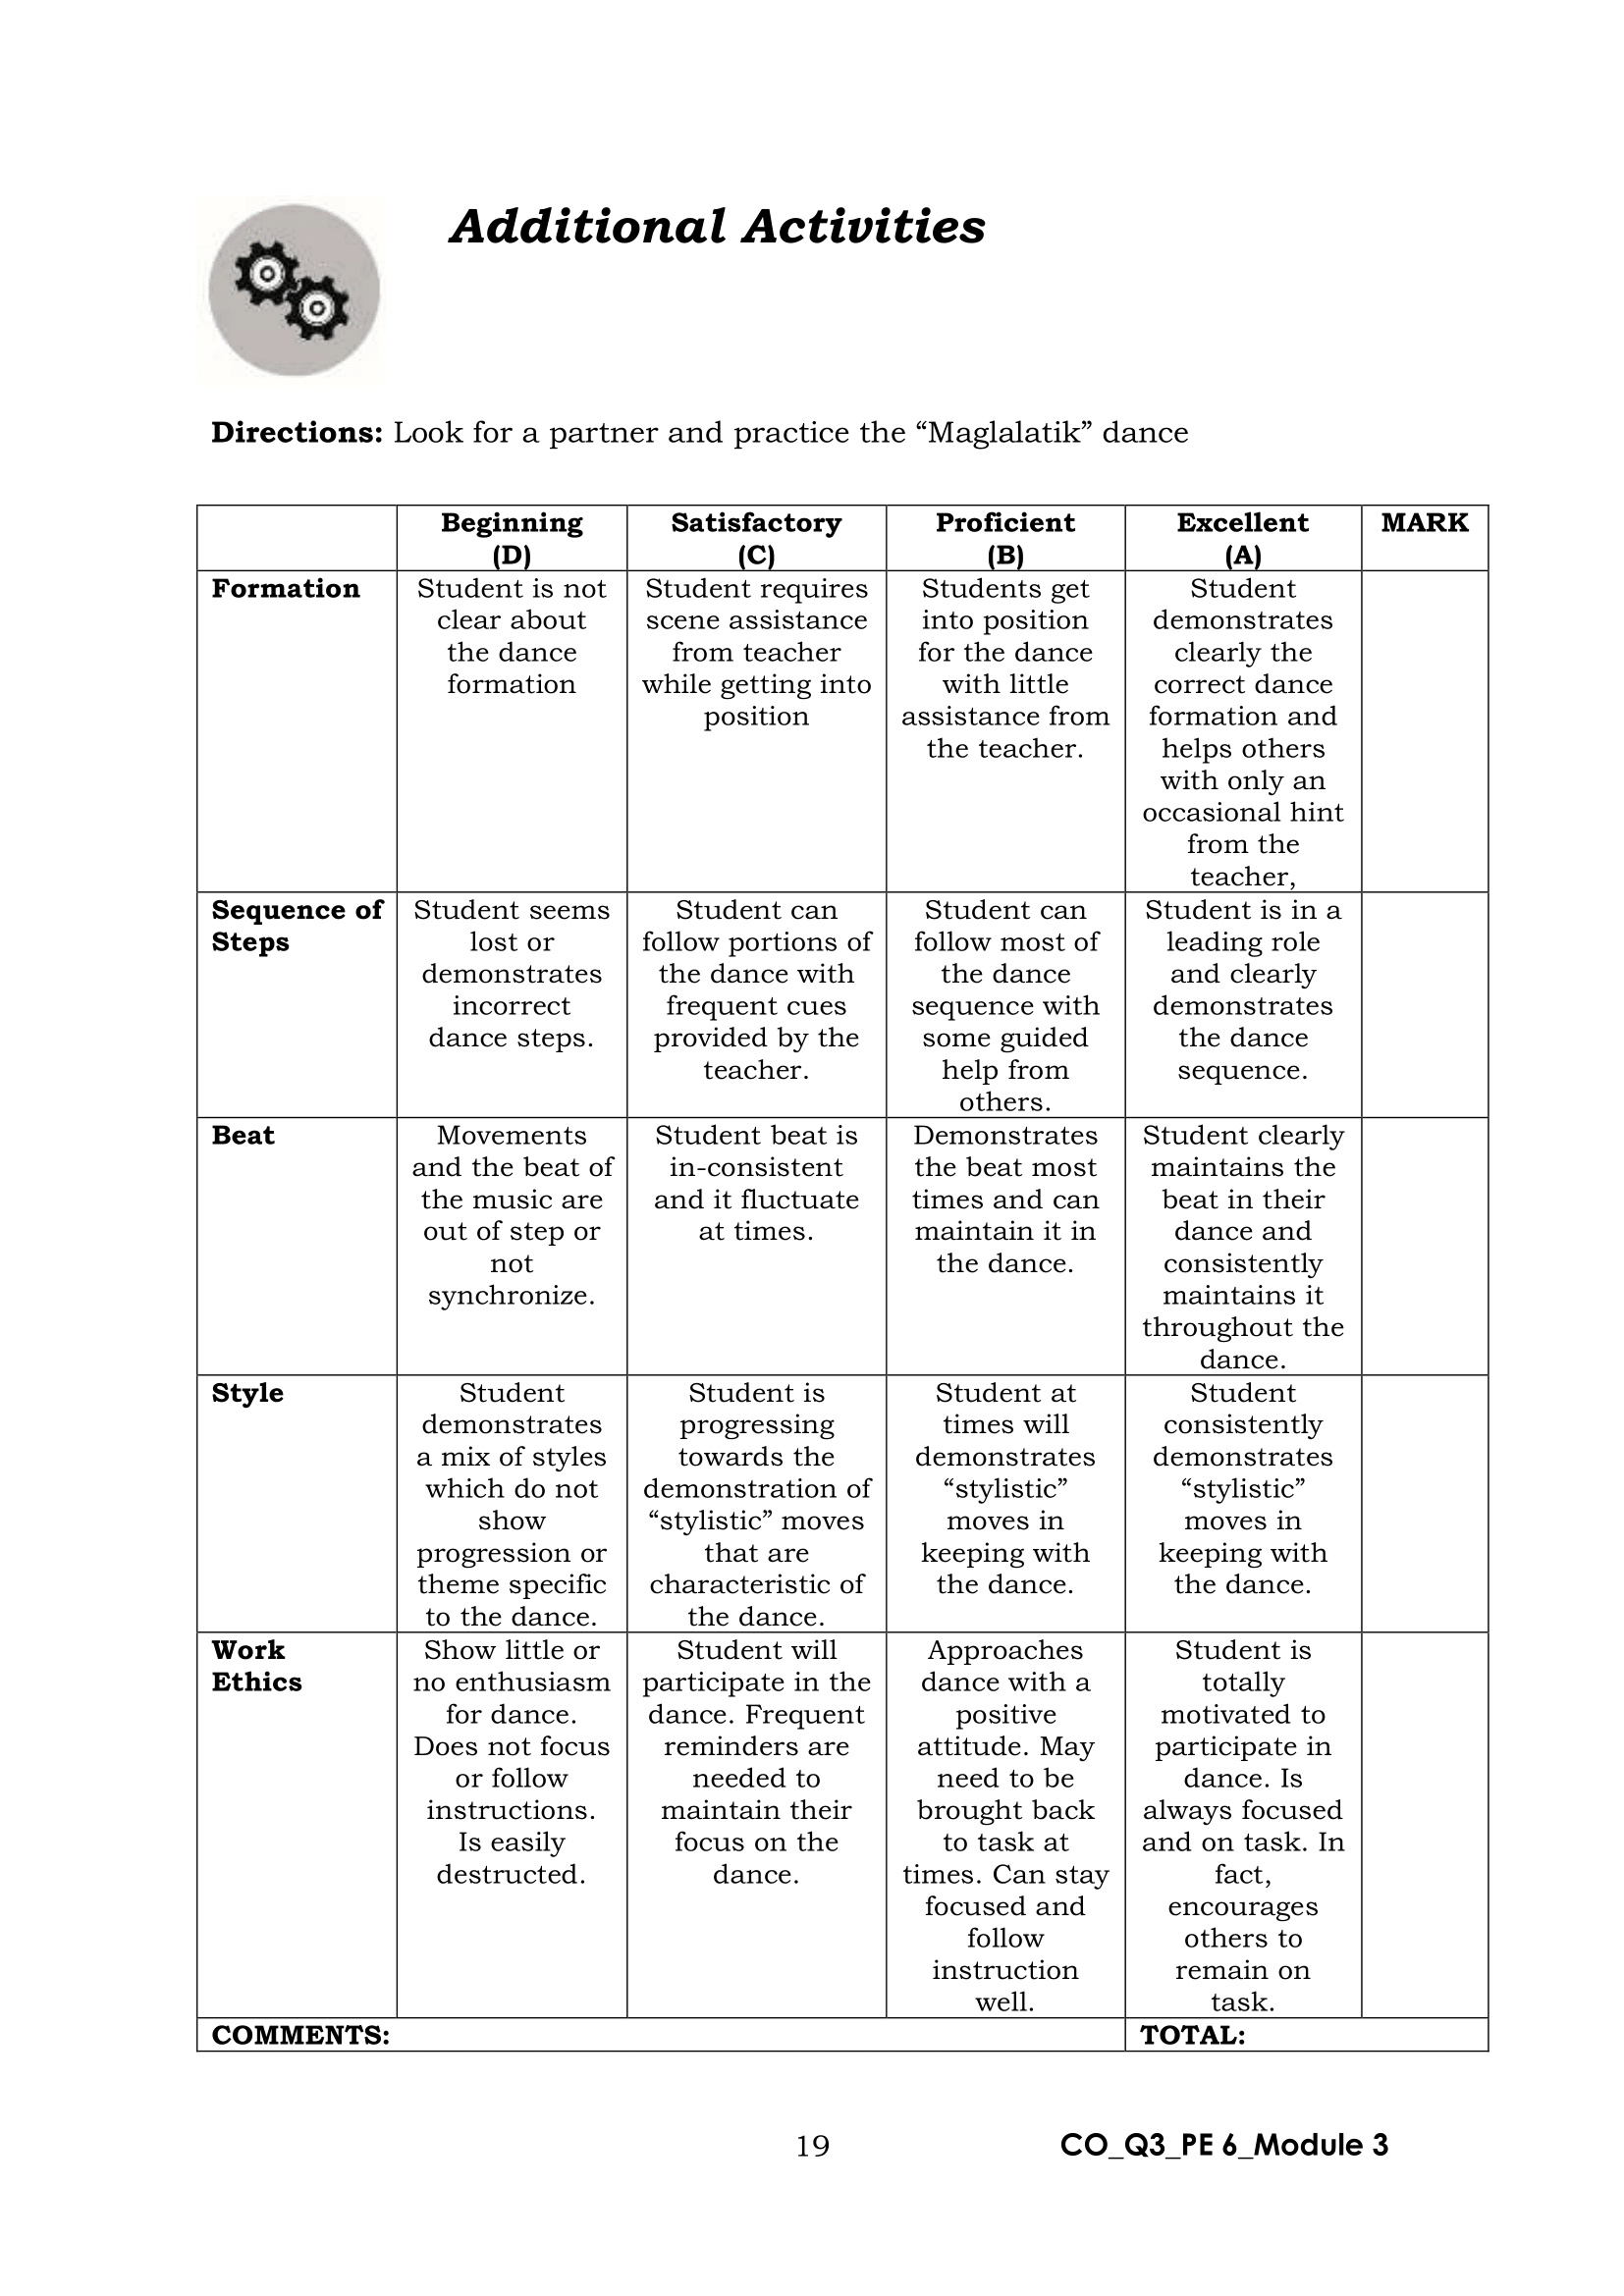 Additional Activities
Directions: Look for a partner and practice the “Maglalatik” dance
Beginning
(D)
Satisfactory
(C)
Proficient
(B)
Excellent
(A)
MARK
Formation
Student is not
clear about
the dance
formation
Student requires
scene assistance
from teacher
while getting into
position
Students get
into position
for the dance
with little
assistance from
the teacher.
Student
demonstrates
clearly the
correct dance
formation and
helps others
with only an
occasional hint
from the
teacher,
Sequence of
Steps
Student seems
lost or
demonstrates
incorrect
dance steps.
Student can
follow portions of
the dance with
frequent cues
provided by the
teacher.
Student can
follow most of
the dance
sequence with
some guided
help from
others.
Student is in a
leading role
and clearly
demonstrates
the dance
sequence.
Beat
Movements
and the beat of
the music are
out of step or
not
synchronize.
Student beat is
in-consistent
and it fluctuate
at times.
Demonstrates
the beat most
times and can
maintain it in
the dance.
Student clearly
maintains the
beat in their
dance and
consistently
maintains it
throughout the
dance.
Style
Student
demonstrates
a mix of styles
which do not
show
progression or
theme specific
to the dance.
Student is
progressing
towards the
demonstration of
“stylistic” moves
that are
characteristic of
the dance.
Student at
times will
demonstrates
“stylistic”
moves in
keeping with
the dance.
Student
consistently
demonstrates
“stylistic”
moves in
keeping with
the dance.
Work
Ethics
Show little or
no enthusiasm
for dance.
Does not focus
or follow
instructions.
Is easily
destructed.
Student will
participate in the
dance. Frequent
reminders are
needed to
maintain their
focus on the
dance.
Approaches
dance with a
positive
attitude. May
need to be
brought back
to task at
times. Can stay
focused and
follow
instruction
well.
Student is
totally
motivated to
participate in
dance. Is
always focused
and on task. In
fact,
encourages
others to
remain on
task.
COMMENTS:
TOTAL:
19
CO_Q3_PE 6_Module 3